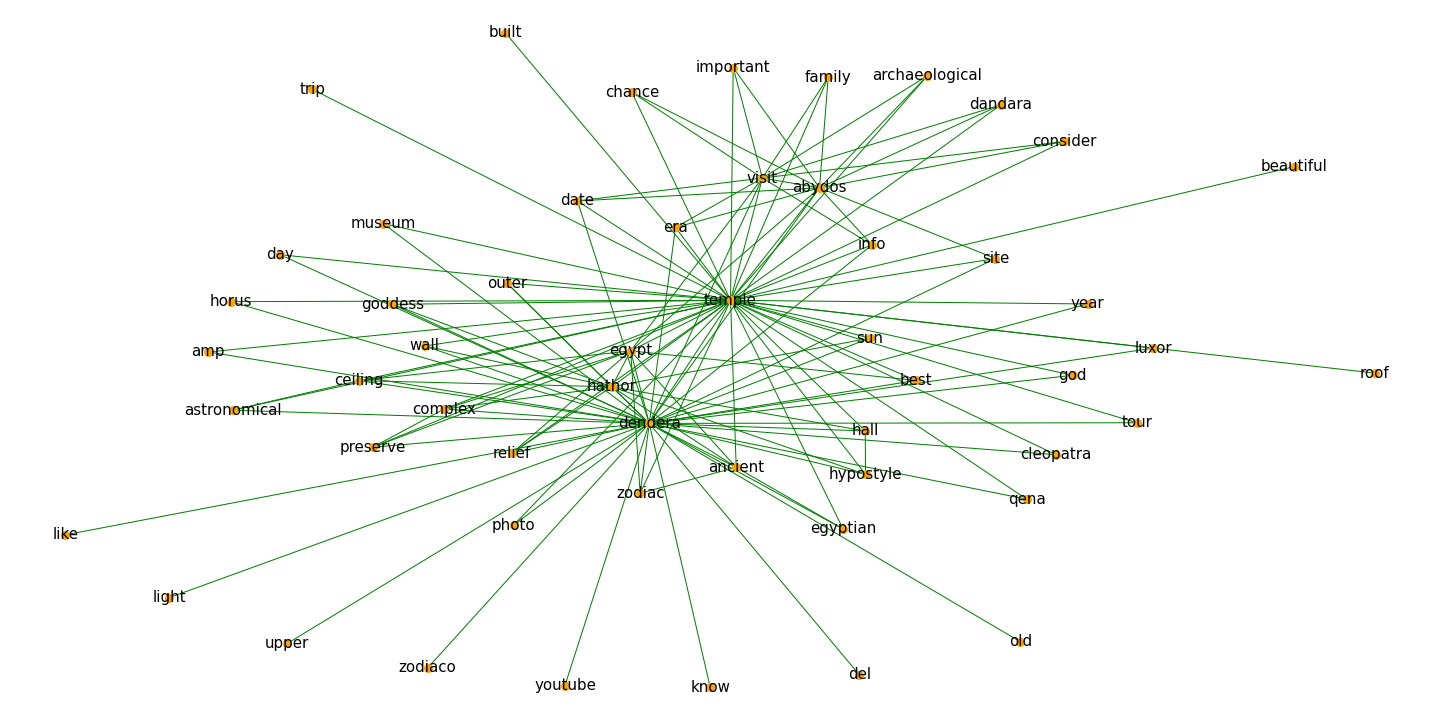 built
important
family
archaeological
trip
chance
dandara
consider
beautiful
visit
abydos
date
museum
era
info
day
site
outer
horus
goddess
temple
year
sun
wall
luxor
amp
egypt
roof
god
ceiling
best
hathor
astronomical
complex
dendera
tour
hall
preserve
relief
cleopatra
ancient
hypostyle
zodiac
qena
photo
egyptian
like
light
upper
old
zodiaco
del
youtube
know